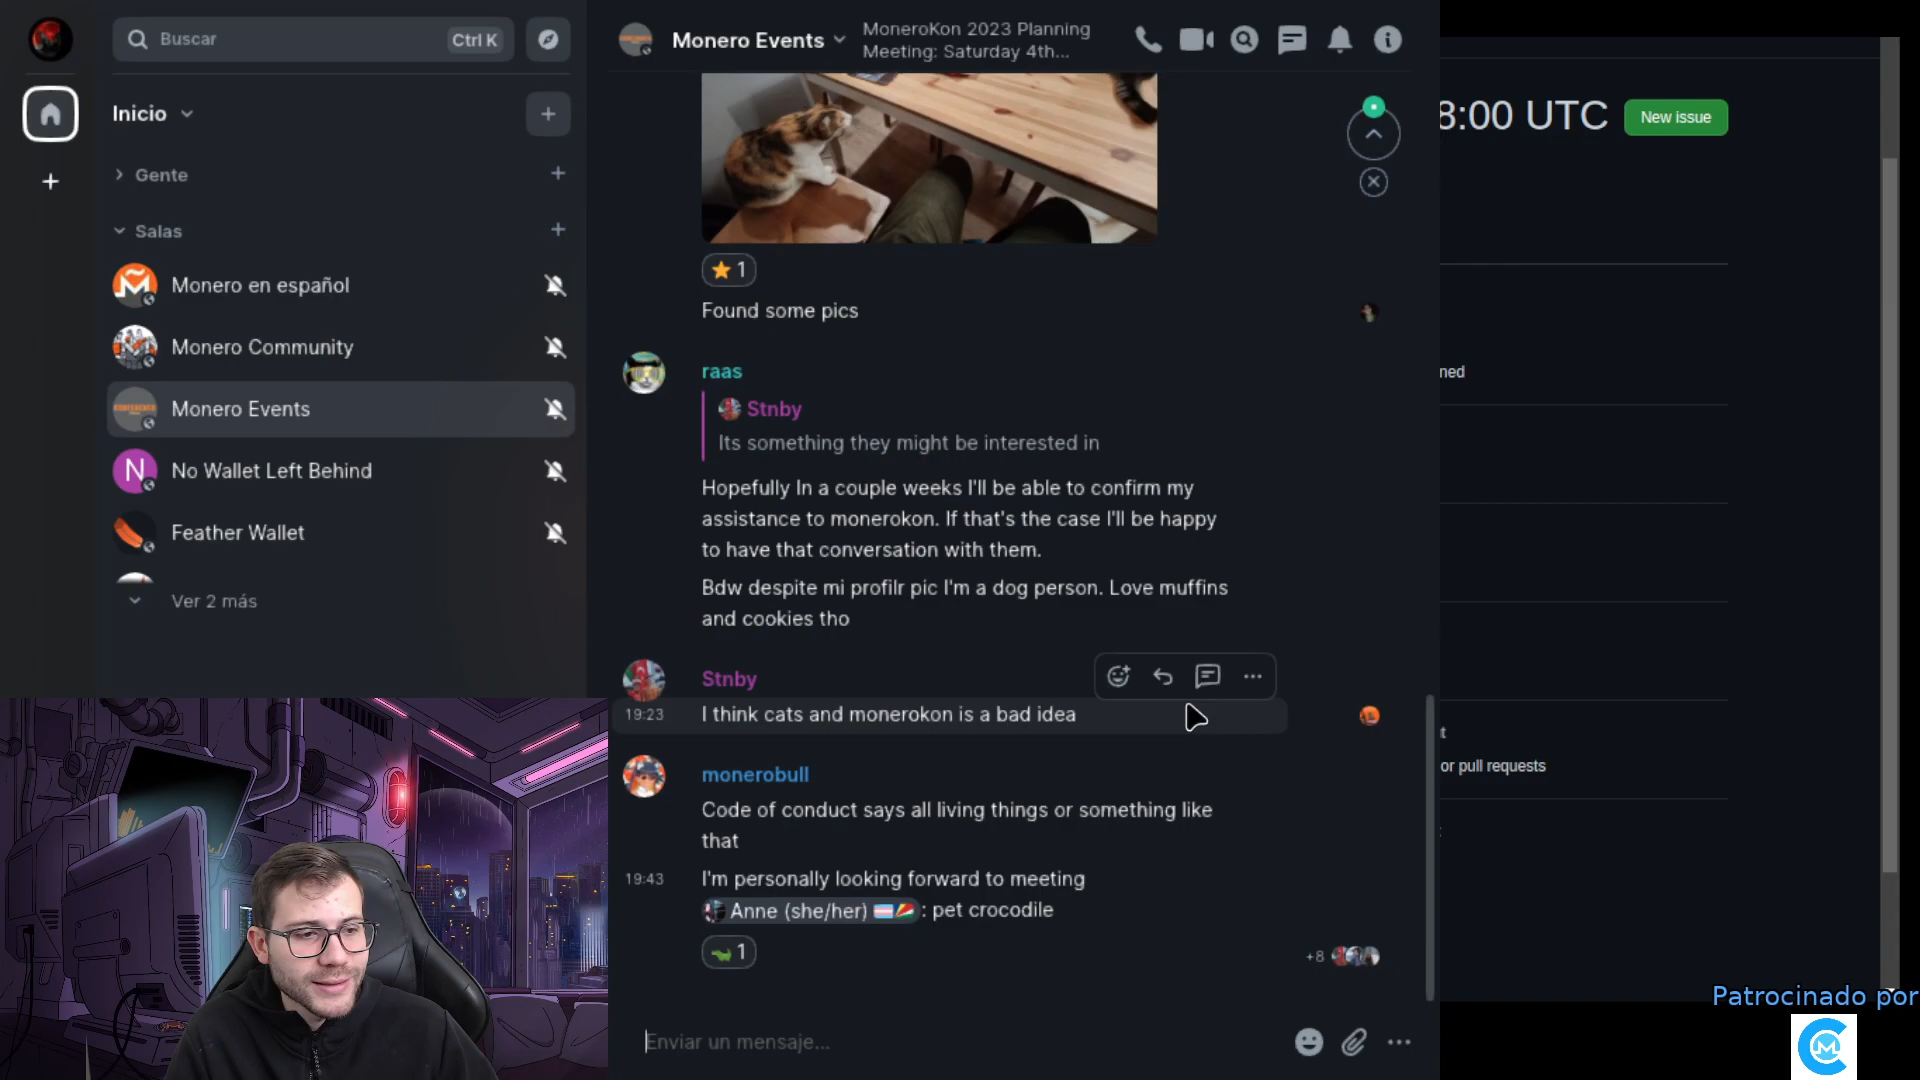 Buscar
Ctrl K
Inicio
Gente
Salas
Monero en español
Monero Community
Monero Events
No Wallet Left Behind
N
Feather Wallet
Ver 2 más
Monero Events
MoneroKon 2023 Planning
Meeting: Saturday 4th...
1
Found some pics
raas
Stnby
Its something they might be interested in
Hopefully In a couple weeks I'll be able to confirm my
assistance to monerokon. If that's the case I'll be happy
to have that conversation with them.
Bdw despite mi profilr pic I'm a dog person. Love muffins
and cookies tho
Stnby
19:23
I think cats and monerokon is a bad idea
monerobull
Code of conduct says all living things or something like
that
19:43
I'm personally looking forward to meeting
Anne (she/her) : pet crocodile
1
+8
Enviar un mensaje...
8:00 UTC
New issue
ned
t
or pull requests
Patrocinado por